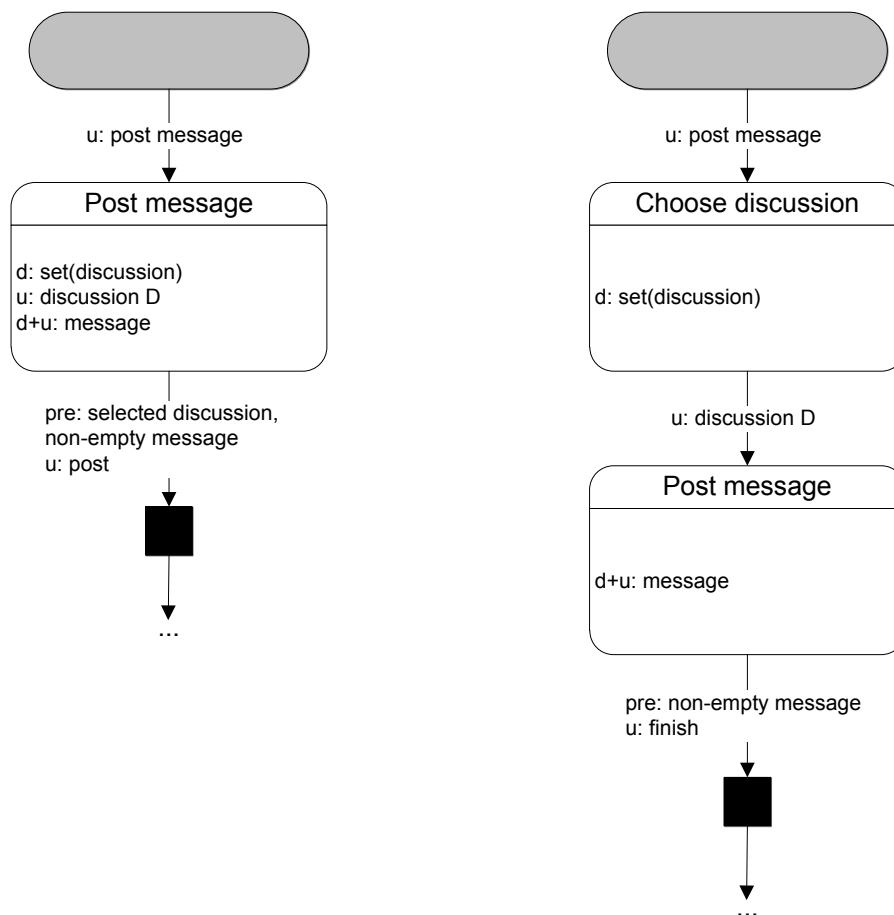 u: post message
Post message
d: set(discussion)
u: discussion D
d+u: message
pre: selected discussion,
non-empty message
u: post
...
u: post message
Choose discussion
d: set(discussion)
u: discussion D
Post message
d+u: message
pre: non-empty message
u: finish
...